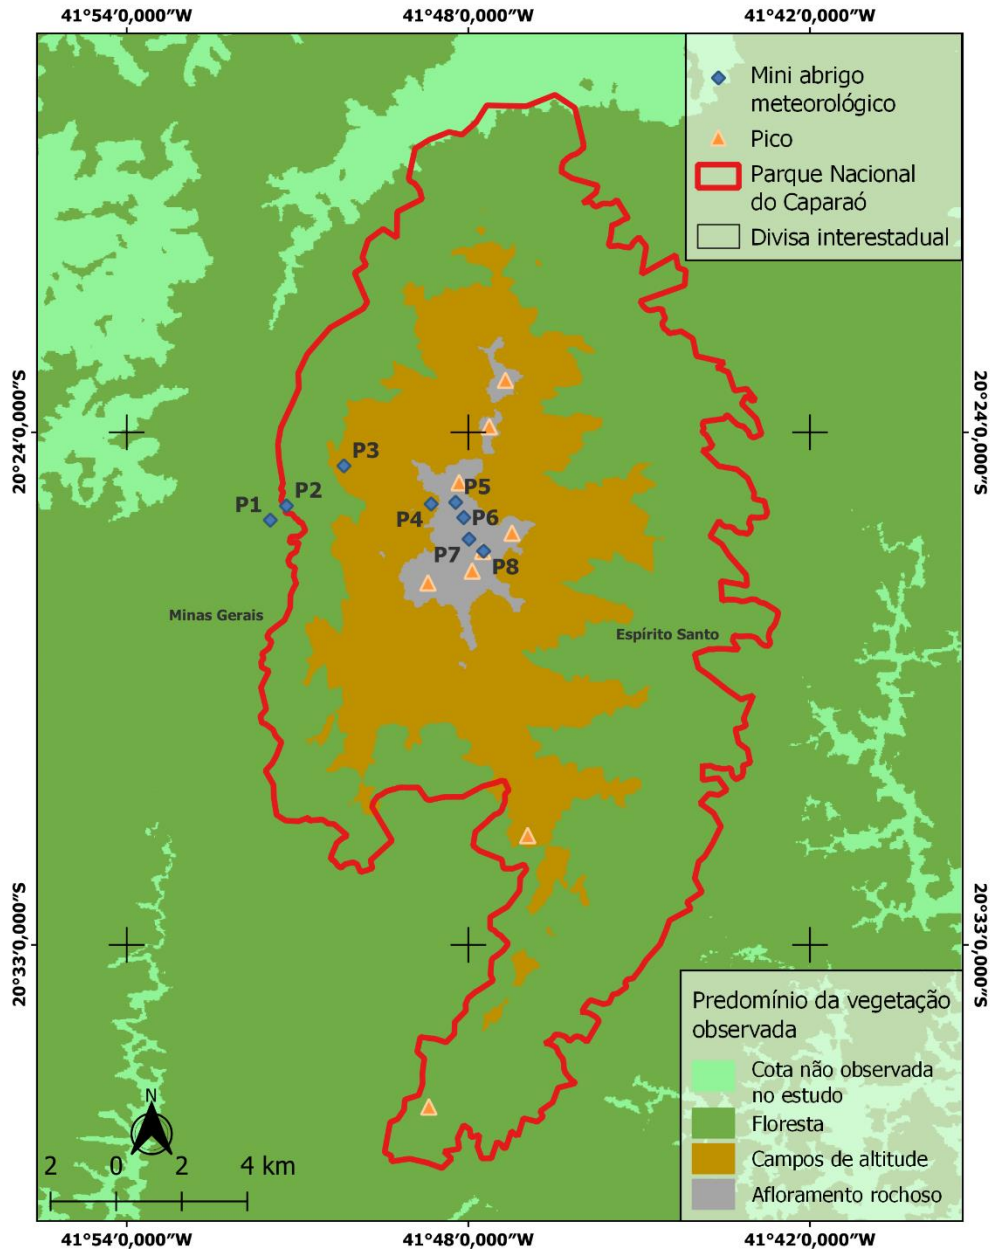 41°54'0,000"W
41°48'0,000"W
41°42'0,000"W
Mini abrigo
meteorológico
Pico
Parque Nacional
do Caparaó
Divisa interestadual
20°24'0,000"S
20°24'0,000"S
P3
P2
P1
P5
P4
P6
P7
P8
Minas Gerais
Espírito Santo
20°33'0,000"S
20°33'0,000"S
Predomínio da vegetação
observada
Cota não observada
no estudo
Floresta
Campos de altitude
Afloramento rochoso
N
2 0 2 4 km
41°54'0,000"W
41°48'0,000"W
41°42'0,000"W